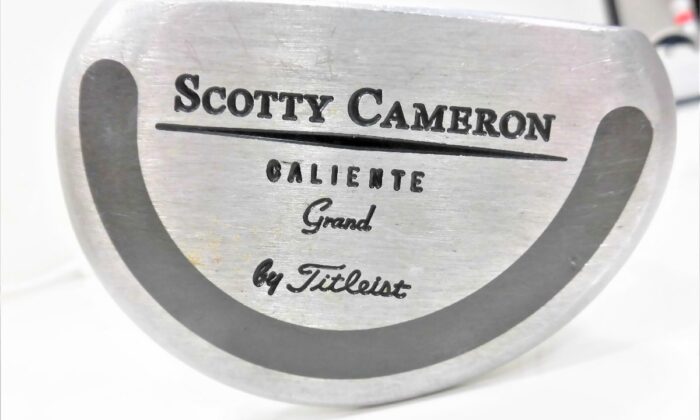 SCOTTY CAMERON
CALIENTE
Grand
by Titleist